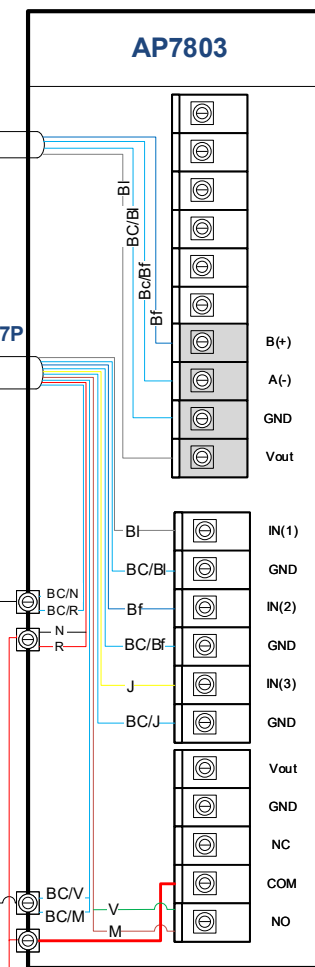 AP7803
Bl
BC/Bl
Bc/Bf
Bf
7P
B(+)
A(-)
GND
Vout
Bl
IN(1)
BC/Bl
GND
Bf
IN(2)
BC/N
BC/R
N
R
BC/Bf
GND
J
IN(3)
BC/J
GND
Vout
GND
NC
COM
BC/V
BC/M
V
M
NO